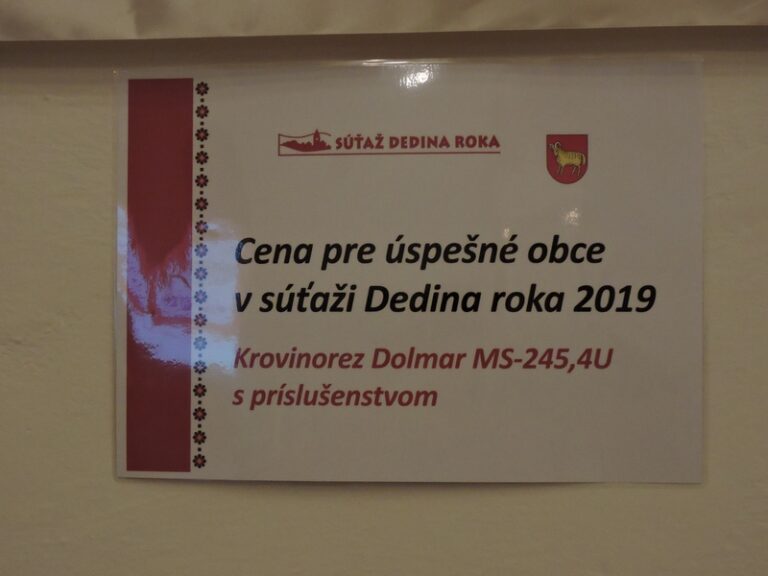 SÚŤAŽ DEDINA ROKA
Cena pre úspešné obce
v súťaži Dedina roka 2019
Krovinorez Dolmar MS-245,4U
s príslušenstvom